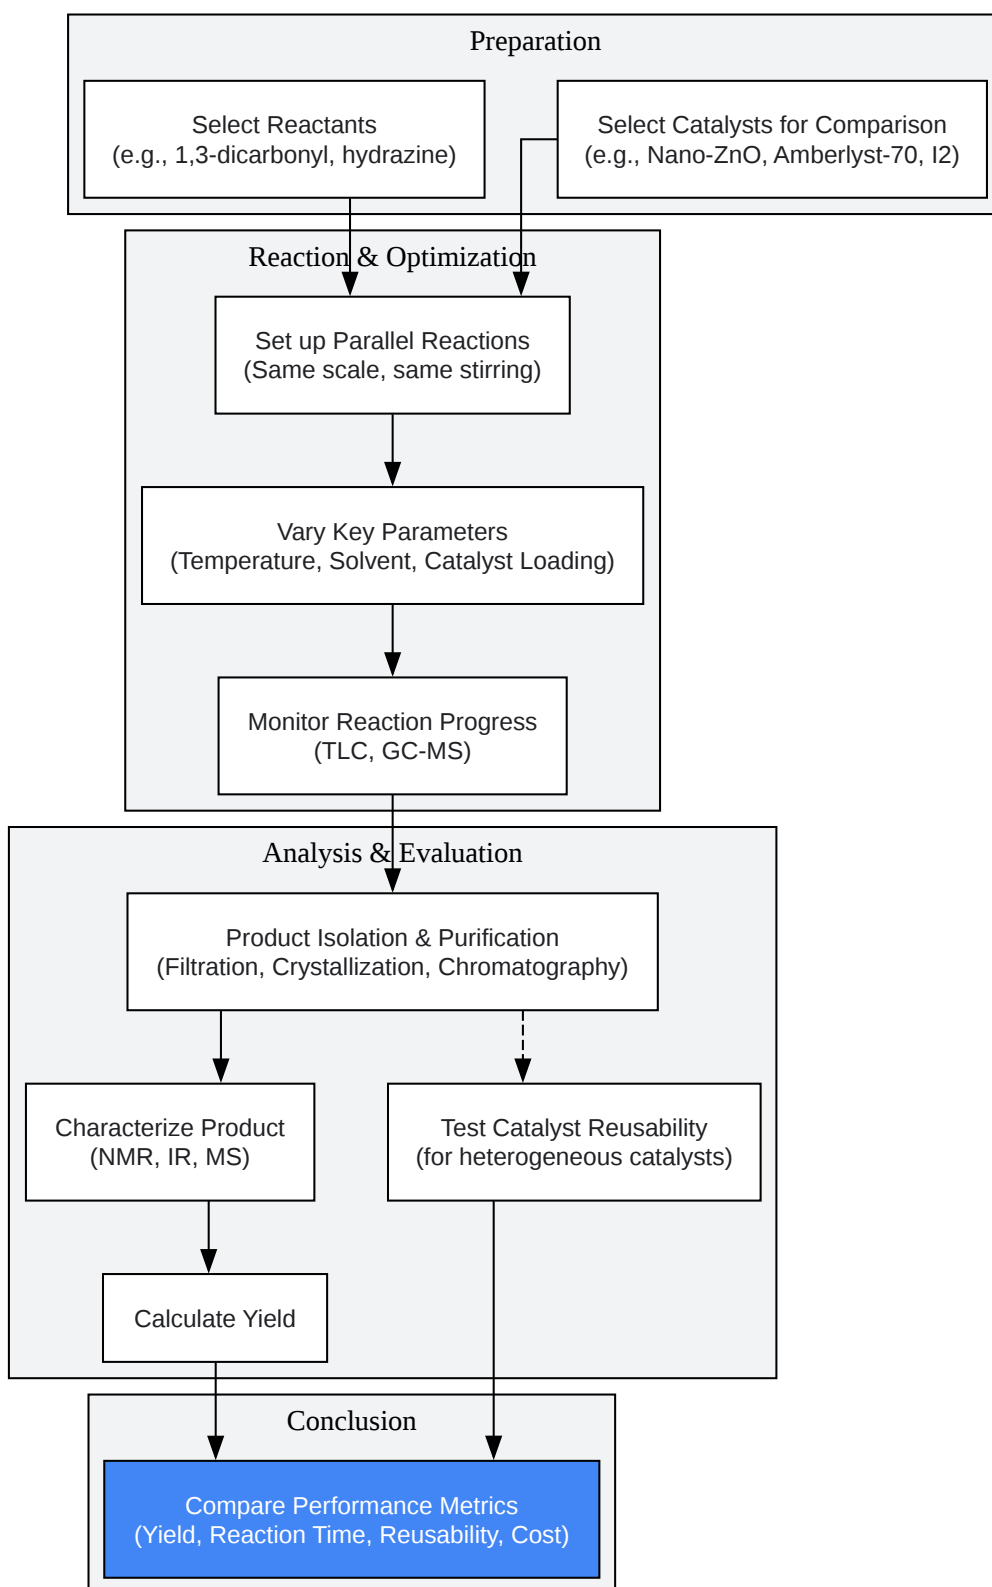 Preparation
Select Reactants
(e.g., 1,3-dicarbonyl, hydrazine)
Select Catalysts for Comparison
(e.g., Nano-ZnO, Amberlyst-70, I2)
Reaction & Optimization
Set up Parallel Reactions
(Same scale, same stirring)
Vary Key Parameters
(Temperature, Solvent, Catalyst Loading)
Monitor Reaction Progress
(TLC, GC-MS)
Analysis & Evaluation
Product Isolation & Purification
(Filtration, Crystallization, Chromatography)
Characterize Product
(NMR, IR, MS)
Test Catalyst Reusability
(for heterogeneous catalysts)
Calculate Yield
Conclusion
Compare Performance Metrics
(Yield, Reaction Time, Reusability, Cost)